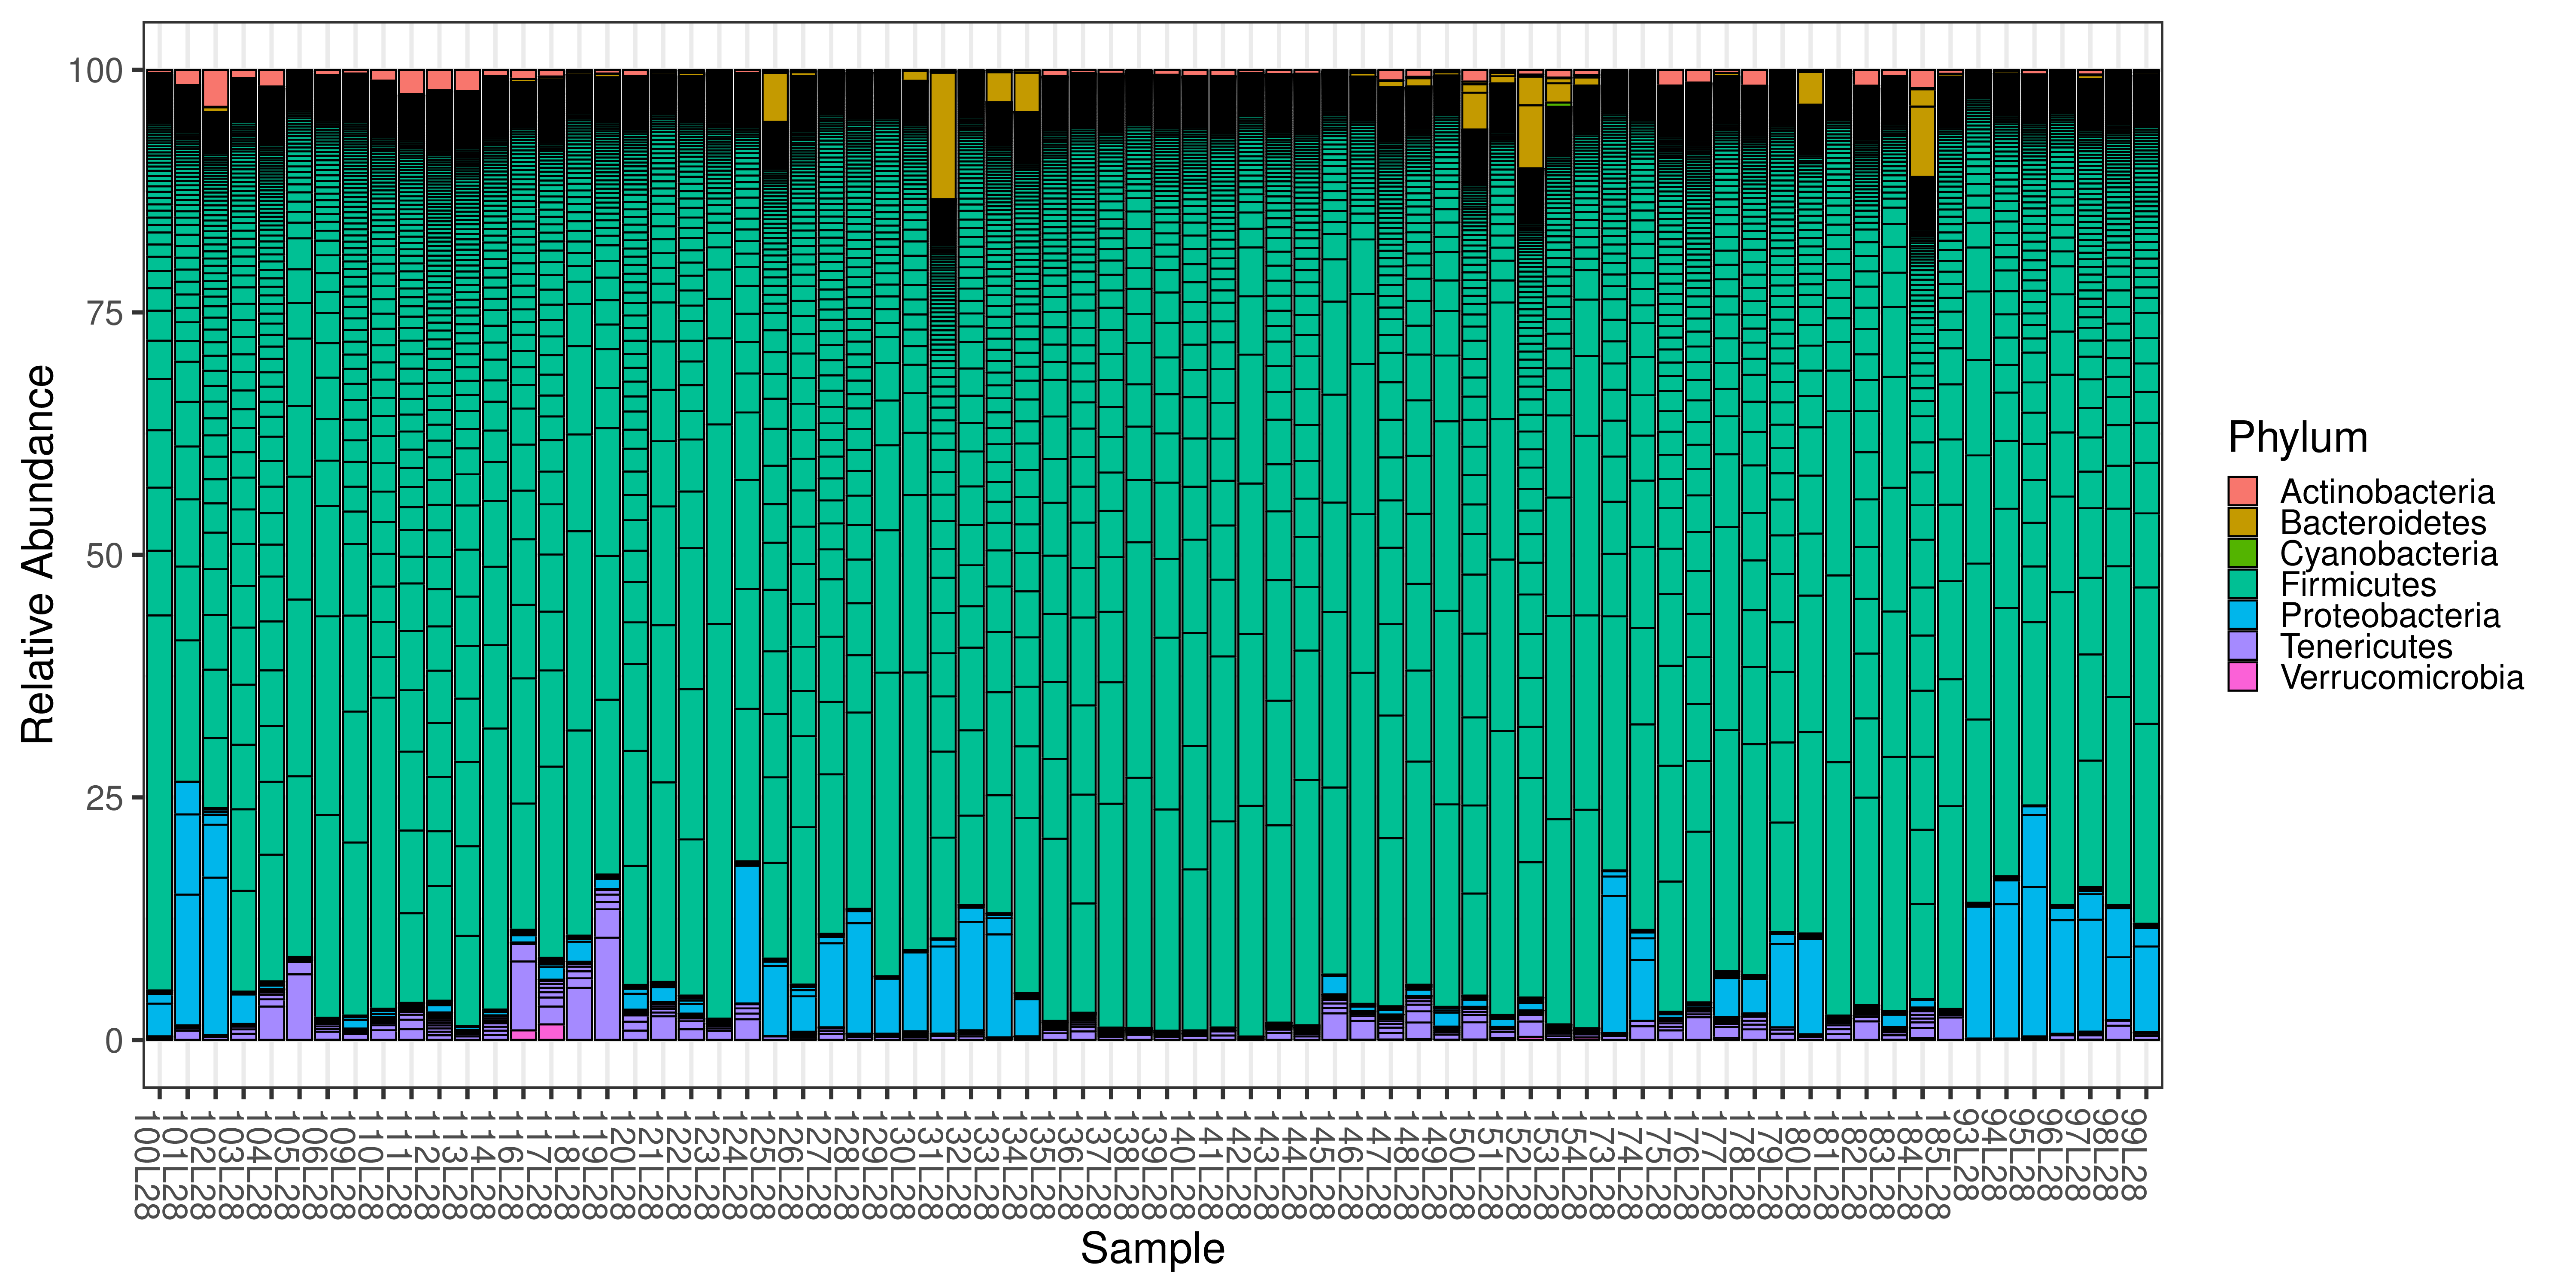 100
75
50
25
0
Relative Abundance
100L28
101L28
102L28
103L28
104L28
105L28
106L28
109L28
110L28
111L28
112L28
113L28
114L28
116L28
117L28
118L28
119L28
120L28
121L28
122L28
123L28
124L28
125L28
126L28
127L28
128L28
129L28
130L28
131L28
132L28
133L28
134L28
135L28
136L28
137L28
138L28
139L28
140L28
141L28
142L28
143L28
144L28
145L28
146L28
147L28
148L28
149L28
150L28
151L28
152L28
153L28
154L28
173L28
174L28
175L28
176L28
177L28
178L28
179L28
180L28
181L28
182L28
183L28
184L28
185L28
93L28
94L28
95L28
96L28
97L28
98L28
99L28
Sample
Phylum
Actinobacteria
Bacteroidetes
Cyanobacteria
Firmicutes
Proteobacteria
Tenericutes
Verrucomicrobia